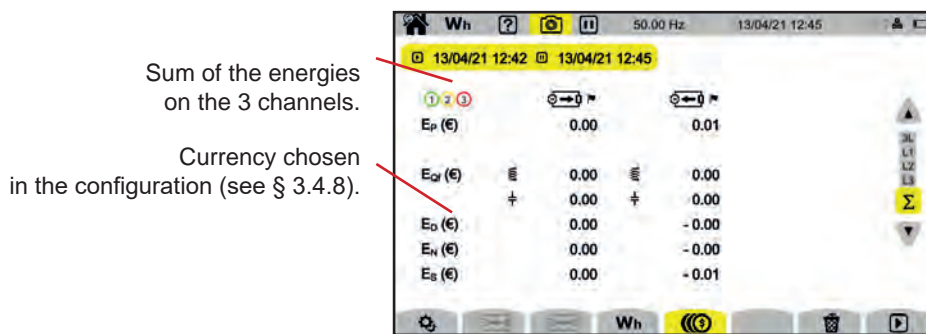 Wh ? 50.00 Hz 13/04/21 12:45
13/04/21 12:42 13/04/21 12:45
Sum of the energies
on the 3 channels.
1 2 3
EP (€) 0.00 0.01
Currency chosen
in the configuration (see § 3.4.8).
EQf (€) 0.00 0.00
0.00 0.00
ED (€) 0.00 - 0.00
EN (€) 0.00 - 0.00
ES (€) 0.00 - 0.01
3L
L1
L2
L3
Σ
Wh $